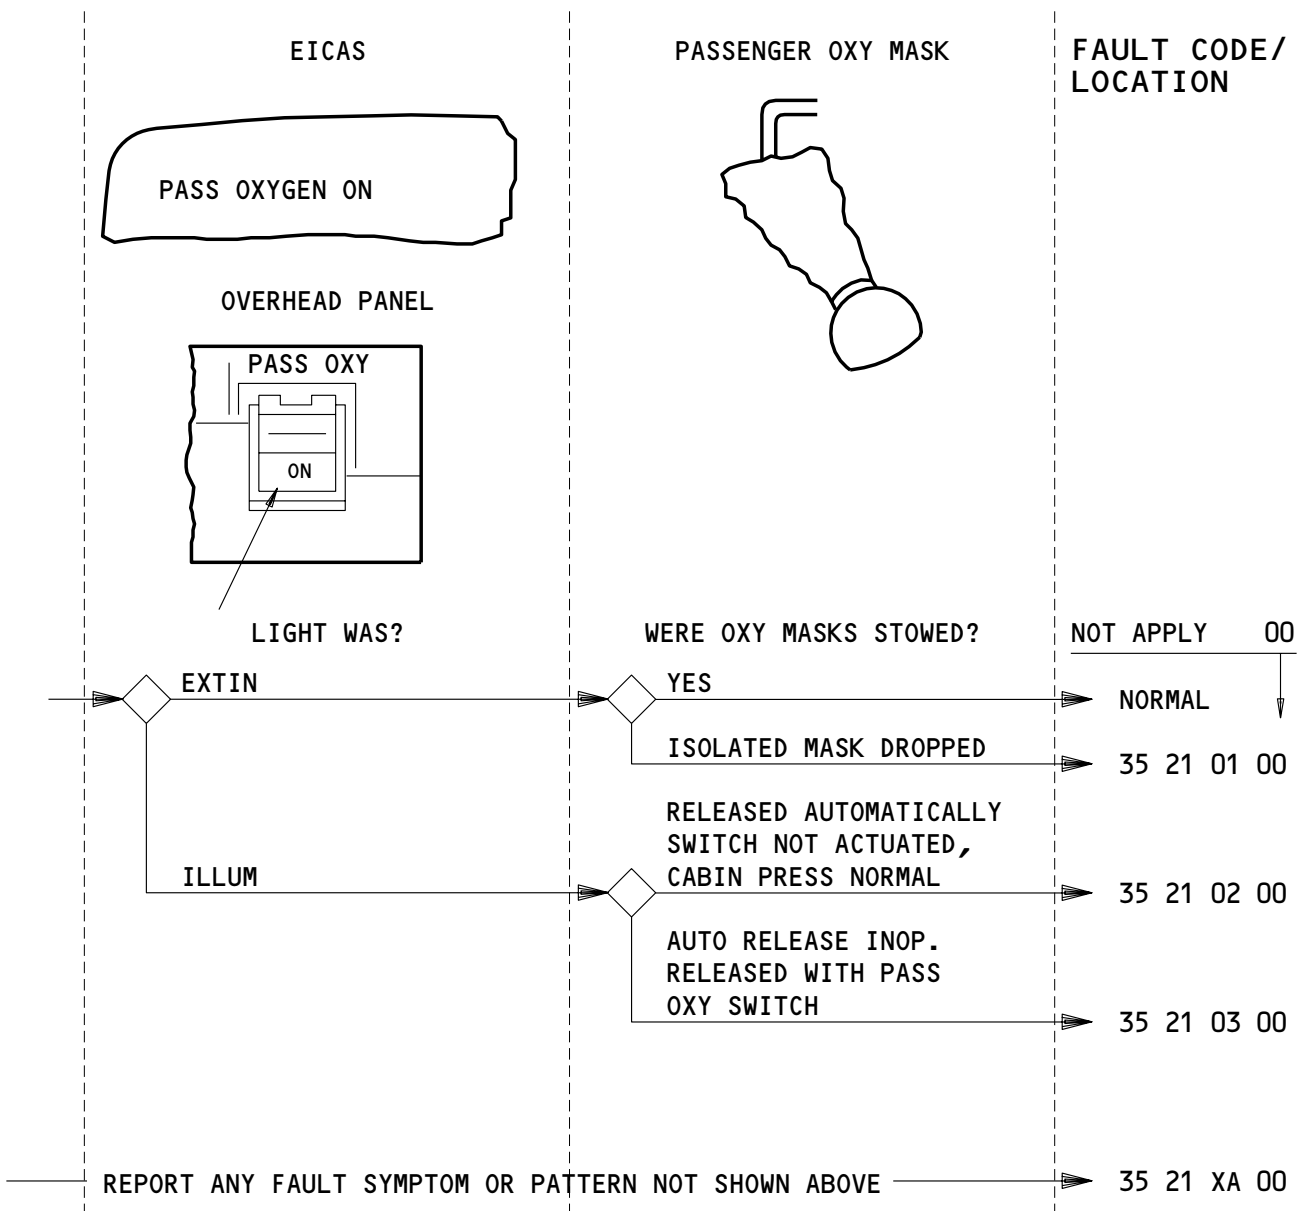 EICAS
PASSENGER OXY MASK
FAULT CODE/
LOCATION
PASS OXYGEN ON
OVERHEAD PANEL
PASS OXY
ON
LIGHT WAS?
WERE OXY MASKS STOWED?
NOT APPLY 00
EXTIN
YES
NORMAL
ISOLATED MASK DROPPED
35 21 01 00
RELEASED AUTOMATICALLY
SWITCH NOT ACTUATED,
ILLUM
CABIN PRESS NORMAL
35 21 02 00
AUTO RELEASE INOP.
RELEASED WITH PASS
OXY SWITCH
35 21 03 00
REPORT ANY FAULT SYMPTOM OR PATTERN NOT SHOWN ABOVE
35 21 XA 00